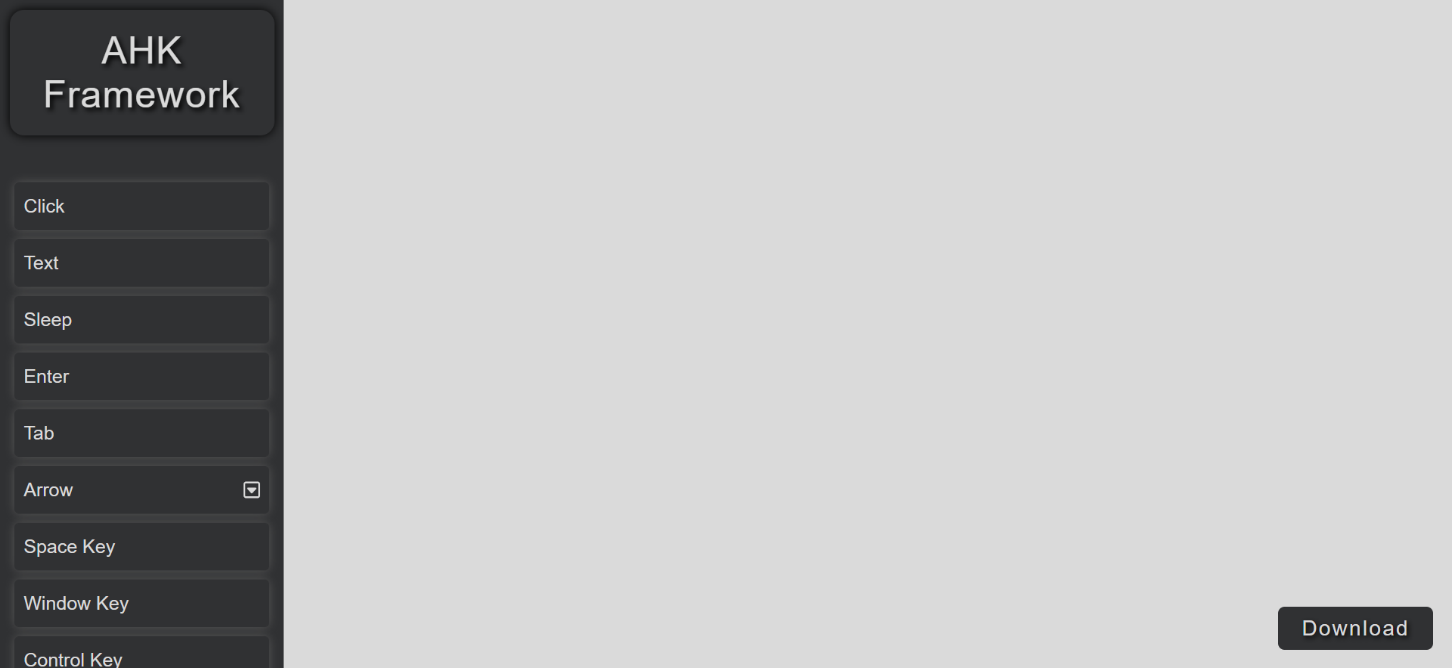 AHK
Framework
Click
Text
Sleep
Enter
Tab
Arrow
Space Key
Window Key
Control Key
Download